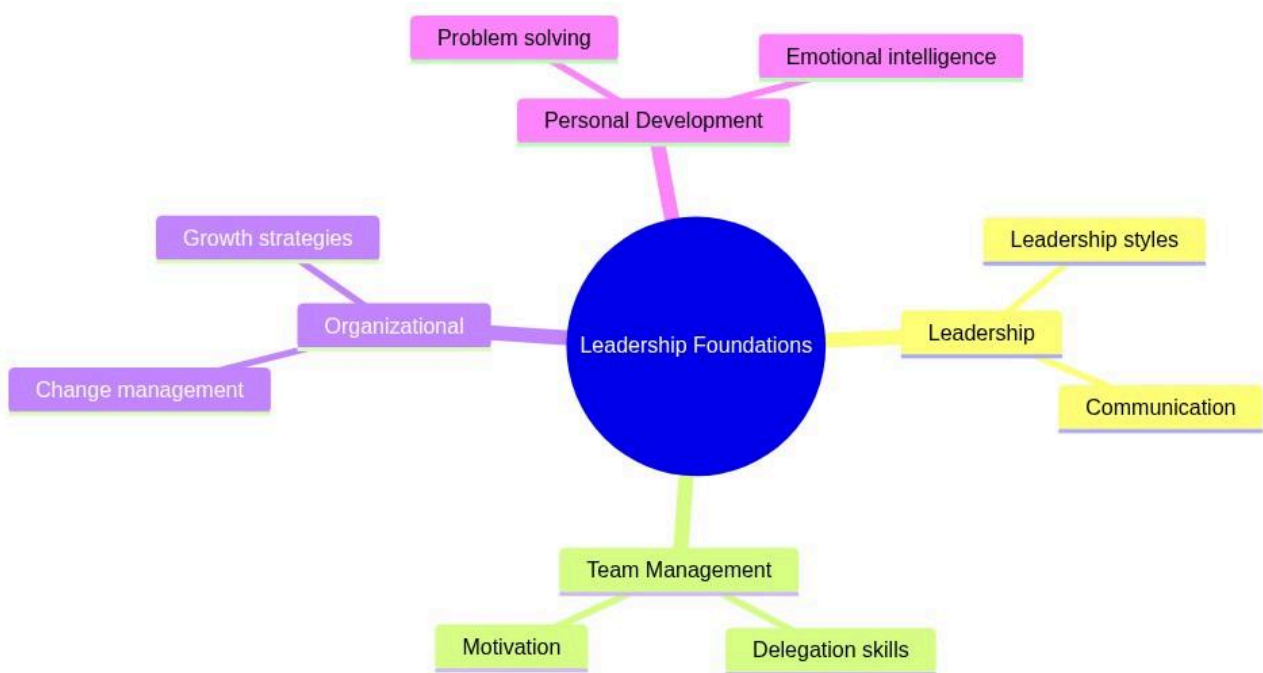 Problem solving
Emotional intelligence
Personal Development
Growth strategies
Leadership styles
Organizational
Leadership Foundations
Leadership
Change management
Communication
Team Management
Motivation
Delegation skills